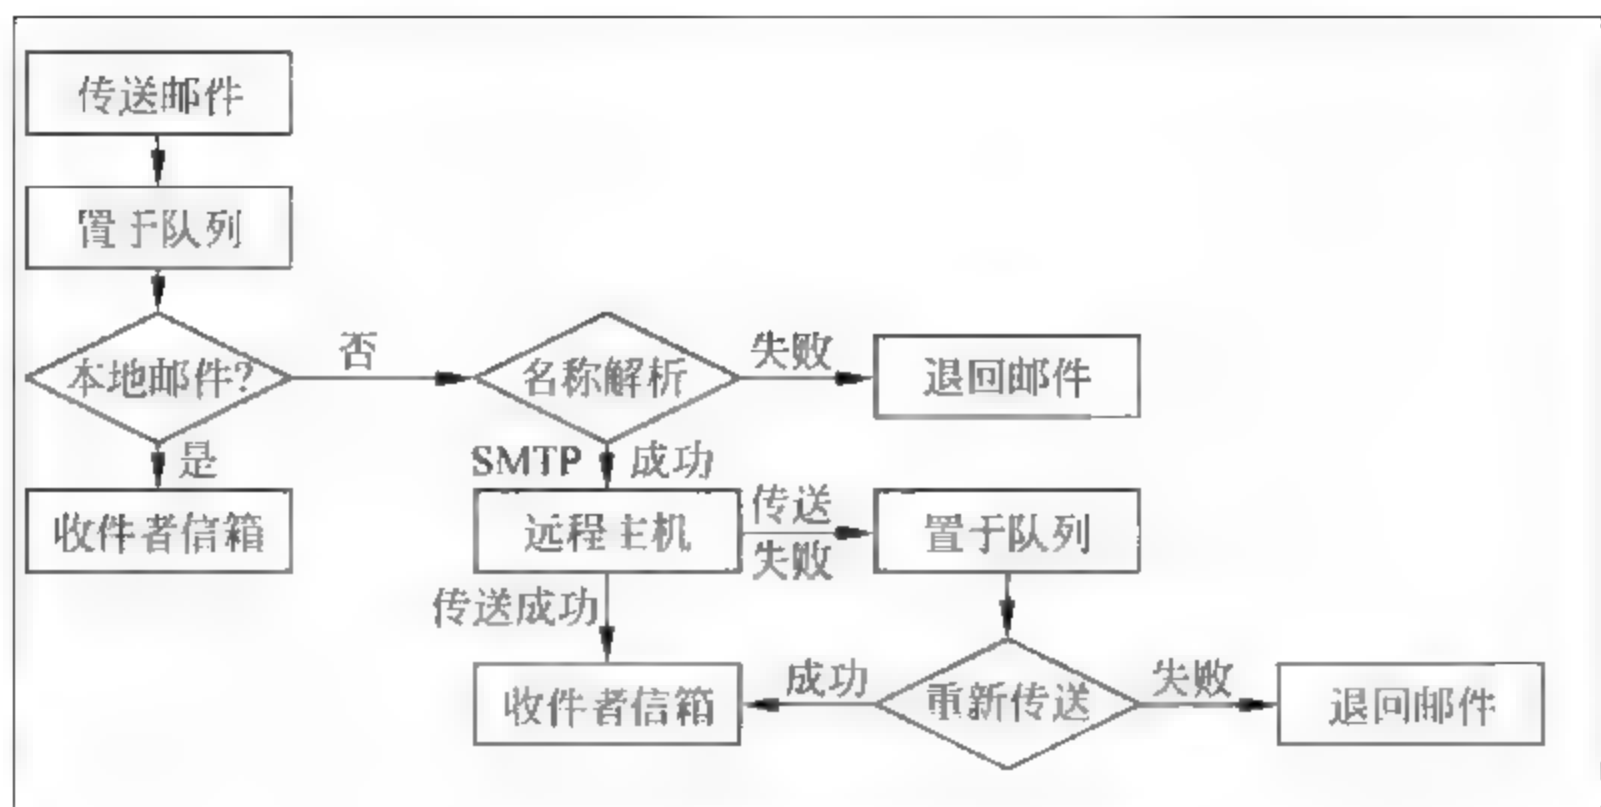 传送邮件
置于队列
本地邮件?
否
名称解析
失败
退回邮件
是
SMTP
成功
收件者信箱
远程主机
传送
失败
置于队列
传送成功
收件者信箱
成功
重新传送
失败
退回邮件